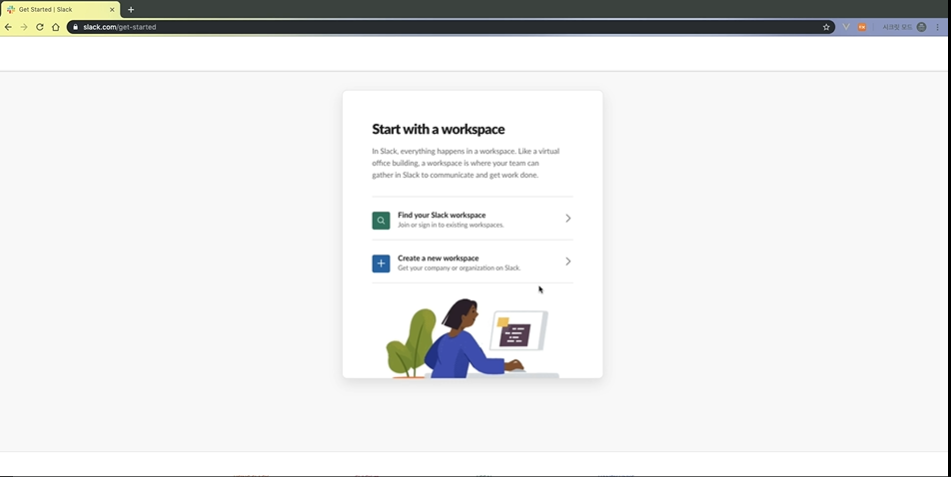 Get Started | Slack
slack.com/get-started
시크릿 모드
Start with a workspace
In Slack, everything happens in a workspace. Like a virtual
office building, a workspace is where your team can
gather in Slack to communicate and get work done.
Find your Slack workspace
Join or sign in to existing workspaces.
Create a new workspace
Get your company or organization on Slack.